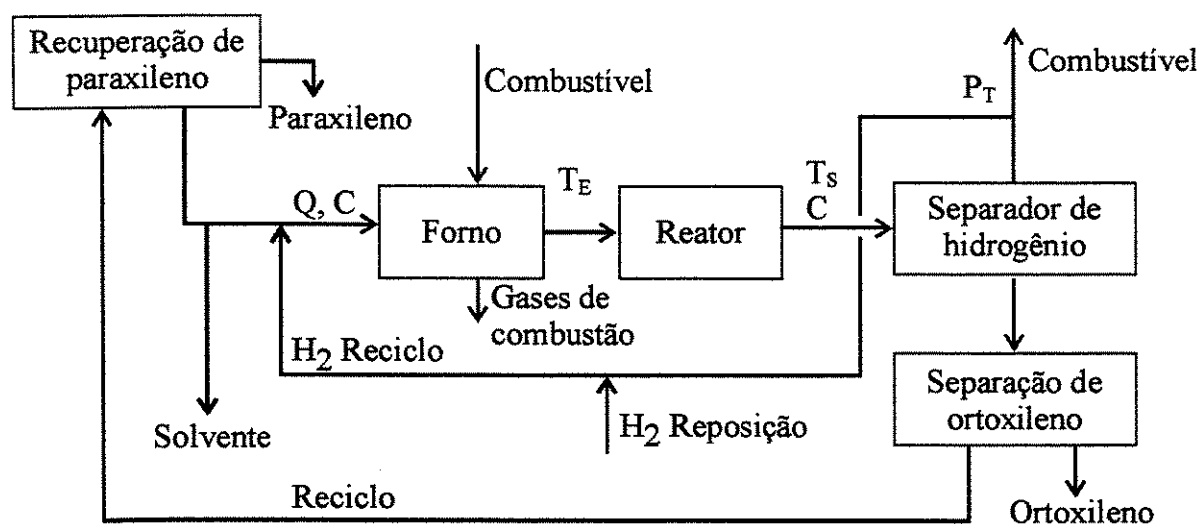 Recuperação de
paraxileno
Paraxileno
Combustível
Combustível
P_T
Q, C
Forno
T_E
Reator
T_S
C
Separador de
hidrogênio
Gases de
combustão
H₂ Reciclo
Solvente
H₂ Reposição
Separação de
ortoxileno
Reciclo
Ortoxileno